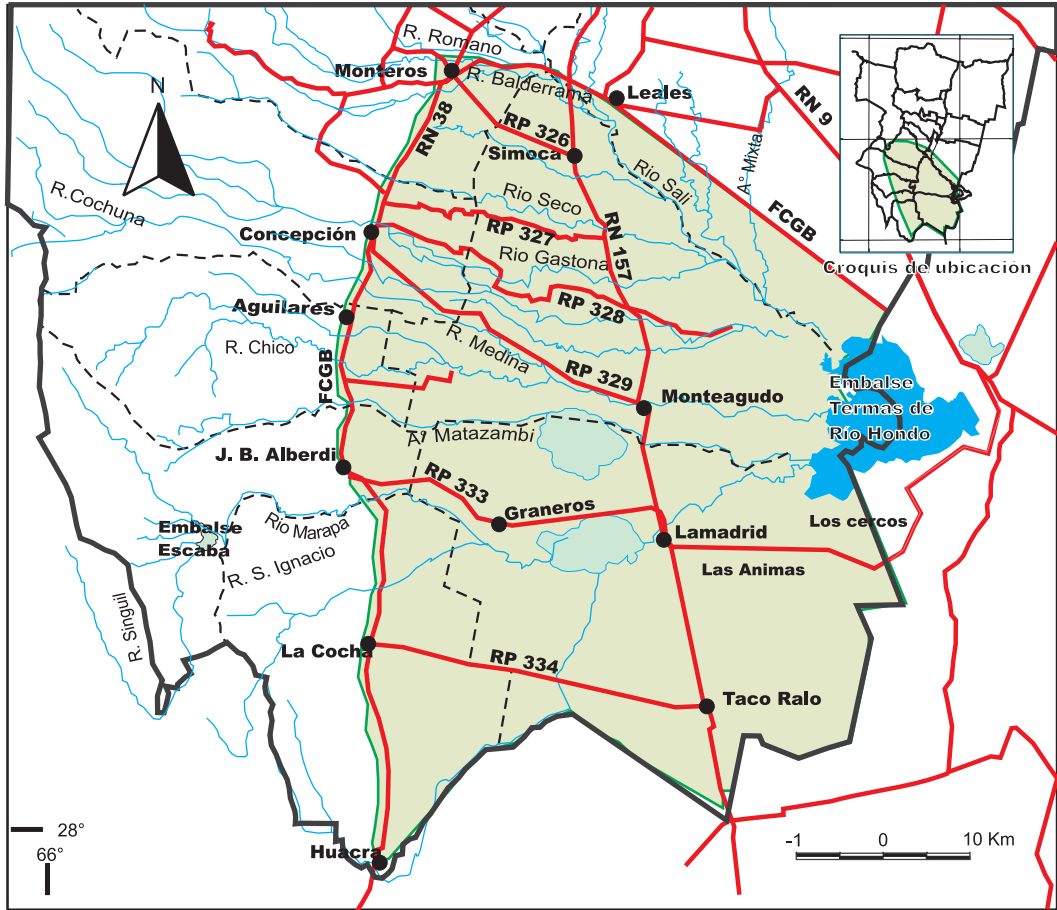 R. Romano
Monteros
R. Balderrama
Leales
RN 9
RN 38
RP 326
Simoca
Rio Sali
A° Mixta
N
R.Cochuna
Rio Seco
FCGB
Concepción
RP 327
RN 157
Rio Gastona
Croquis de ubicación
Aguilares
RP 328
R. Chico
R. Medina
FCGB
RP 329
Monteagudo
Embalse
Termas de
Río Hondo
A. Matazambi
J. B. Alberdi
RP 333
Graneros
Los cercos
Embalse
Escaba
Rio Marapa
Lamadrid
R. S. Ignacio
Las Animas
R. Singuil
La Cocha
RP 334
Taco Ralo
28°
66°
Huacra
-1 0 10 Km